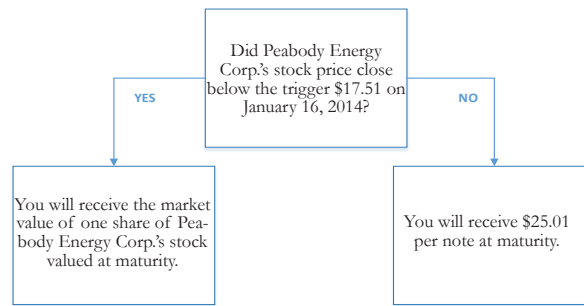 Did Peabody Energy
Corp.'s stock price close
below the trigger $17.51 on
January 16, 2014?
YES
NO
You will receive the market
value of one share of Pea-
body Energy Corp.'s stock
valued at maturity.
You will receive $25.01
per note at maturity.